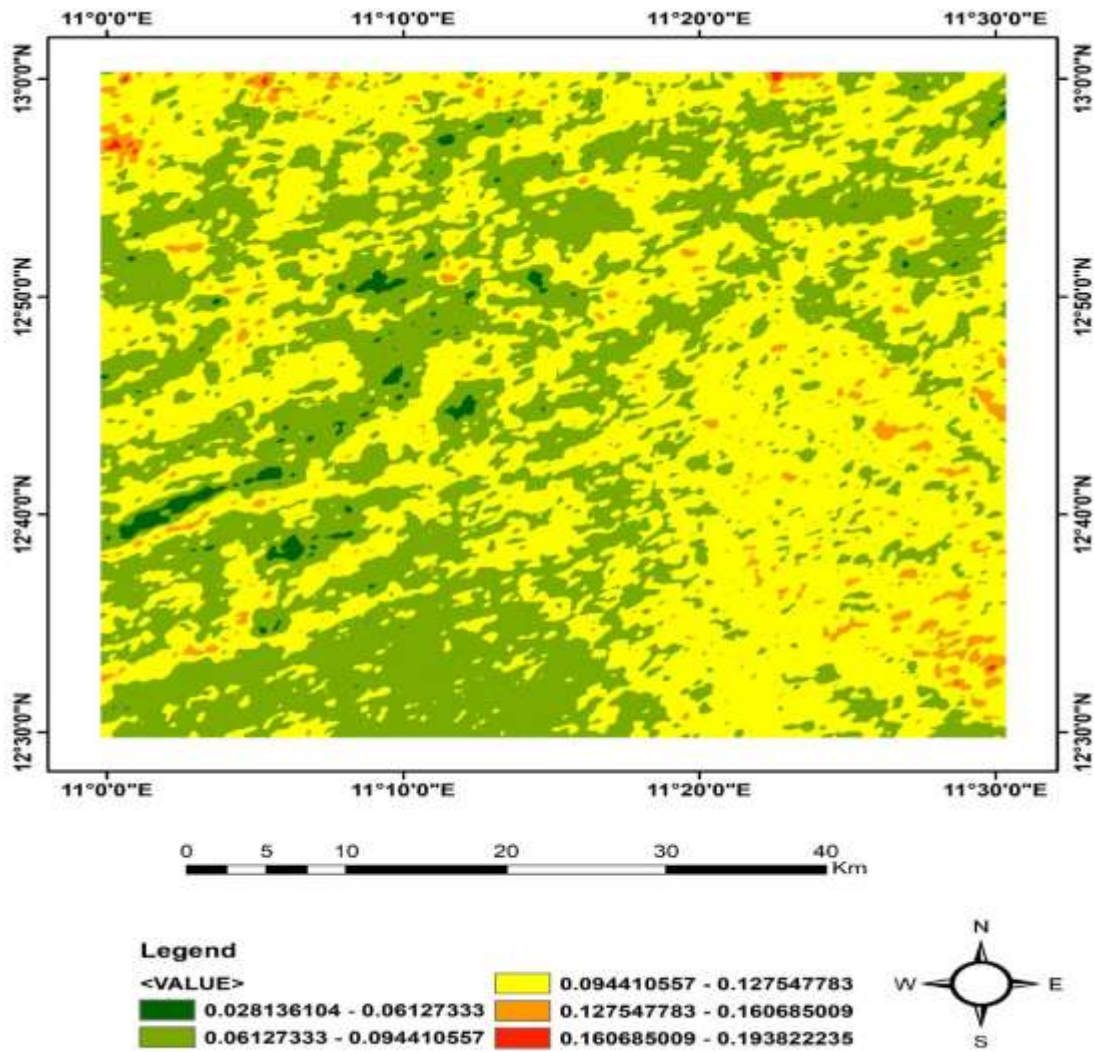 11°0'0"E 11°10'0"E 11°20'0"E 11°30'0"E
13°0'0"N 13°0'0"N
12°50'0"N 12°50'0"N
12°40'0"N 12°40'0"N
12°30'0"N 12°30'0"N
11°0'0"E 11°10'0"E 11°20'0"E 11°30'0"E
0 5 10 20 30 40
Km
N
W E
S
Legend
<VALUE>
0.028136104 - 0.06127333
0.06127333 - 0.094410557
0.094410557 - 0.127547783
0.127547783 - 0.160685009
0.160685009 - 0.193822235